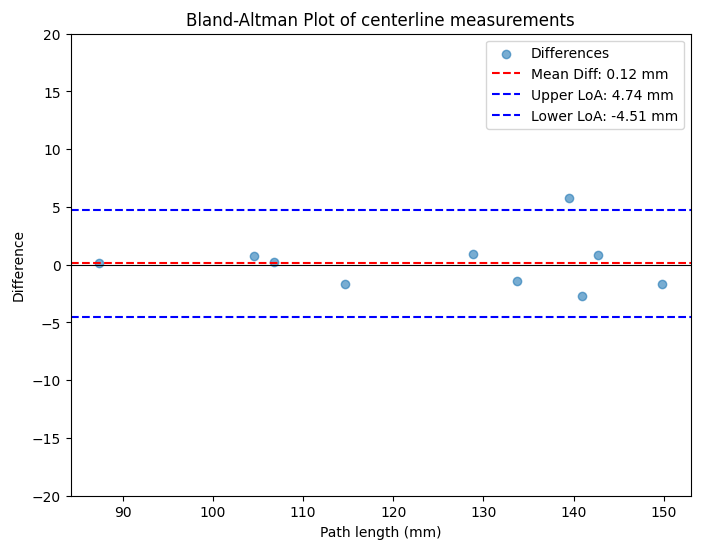 Bland-Altman Plot of centerline measurements
Differences
Mean Diff: 0.12 mm
Upper LoA: 4.74 mm
Lower LoA: -4.51 mm
Difference
20
15
10
5
0
−5
−10
−15
−20
90
100
110
120
130
140
150
Path length (mm)